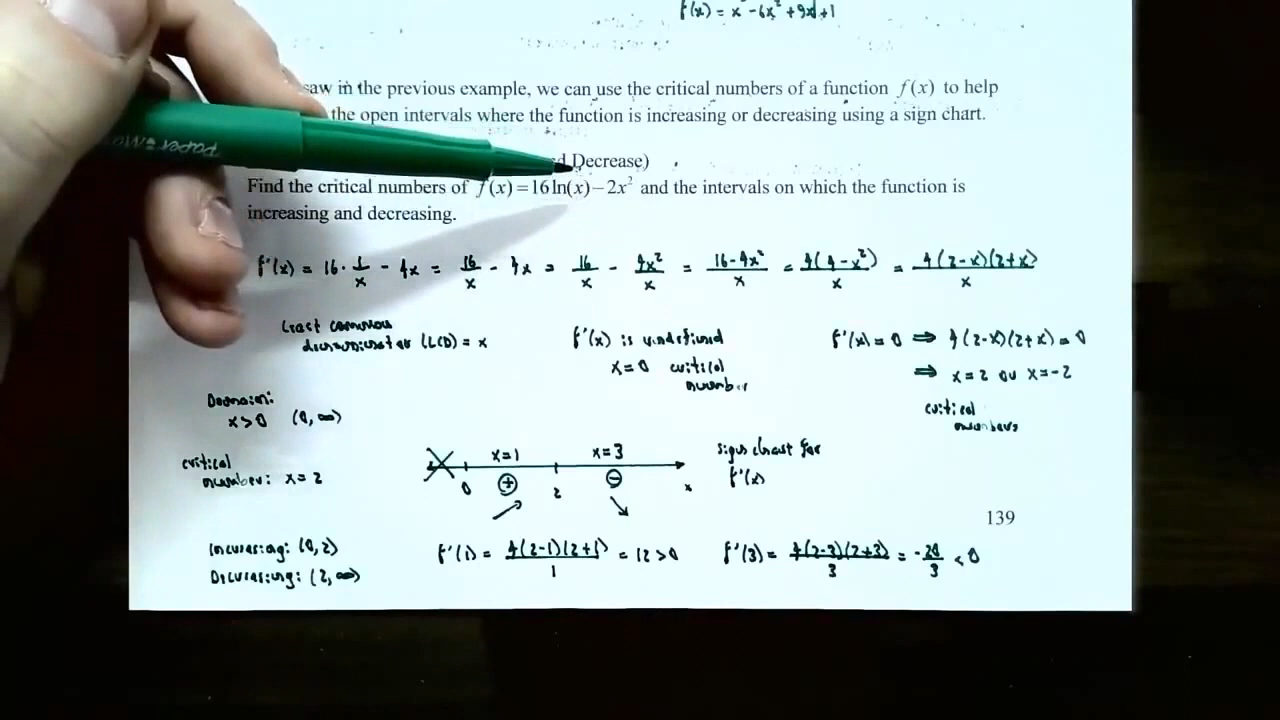 f(x) = x³ - 6x² + 9x + 1
saw in the previous example, we can use the critical numbers of a function f(x) to help
the open intervals where the function is increasing or decreasing using a sign chart.
Decrease)
Find the critical numbers of f(x) = 16 ln(x) − 2x² and the intervals on which the function is
increasing and decreasing.
f'(x) = 16 · 1/x - 4x = 16/x - 4x = 16/x - 4x²/x = 16-4x²/x = 4(4-x²)/x = 4(2-x)(2+x)/x
Least common
denominator (LCD) = x
f'(x) is undefined
x=0 critical
number
f'(x)=0 ⟹ 4(2-x)(2+x)=0
⟹ x=2 or x=-2
critical
numbers
Domain:
x>0 (0,∞)
critical
number: x=2
x=1 x=3
0 2 x
+ −
Sign chart for
f'(x)
139
Increasing: (0,2)
Decreasing: (2,∞)
f'(1) = 4(2-1)(2+1)/1 = 12 > 0
f'(3) = 4(2-3)(2+3)/3 = -20/3 < 0
PaperMate